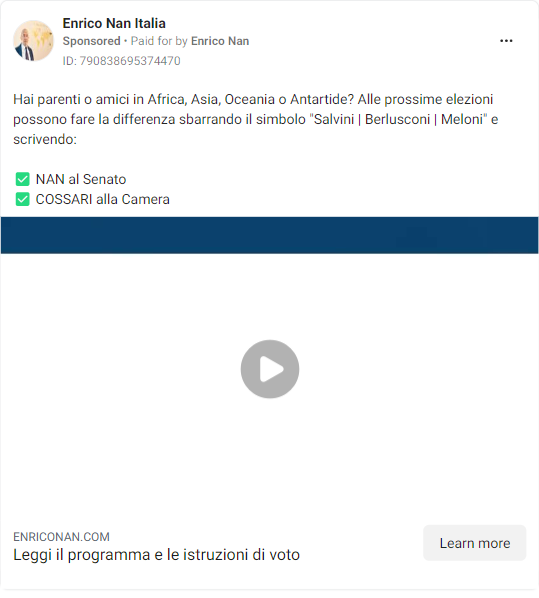 Enrico Nan Italia
Sponsored • Paid for by Enrico Nan
ID: 790838695374470
Hai parenti o amici in Africa, Asia, Oceania o Antartide? Alle prossime elezioni
possono fare la differenza sbarrando il simbolo "Salvini | Berlusconi | Meloni" e
scrivendo:
✅ NAN al Senato
✅ COSSARI alla Camera
ENRICONAN.COM
Leggi il programma e le istruzioni di voto
Learn more